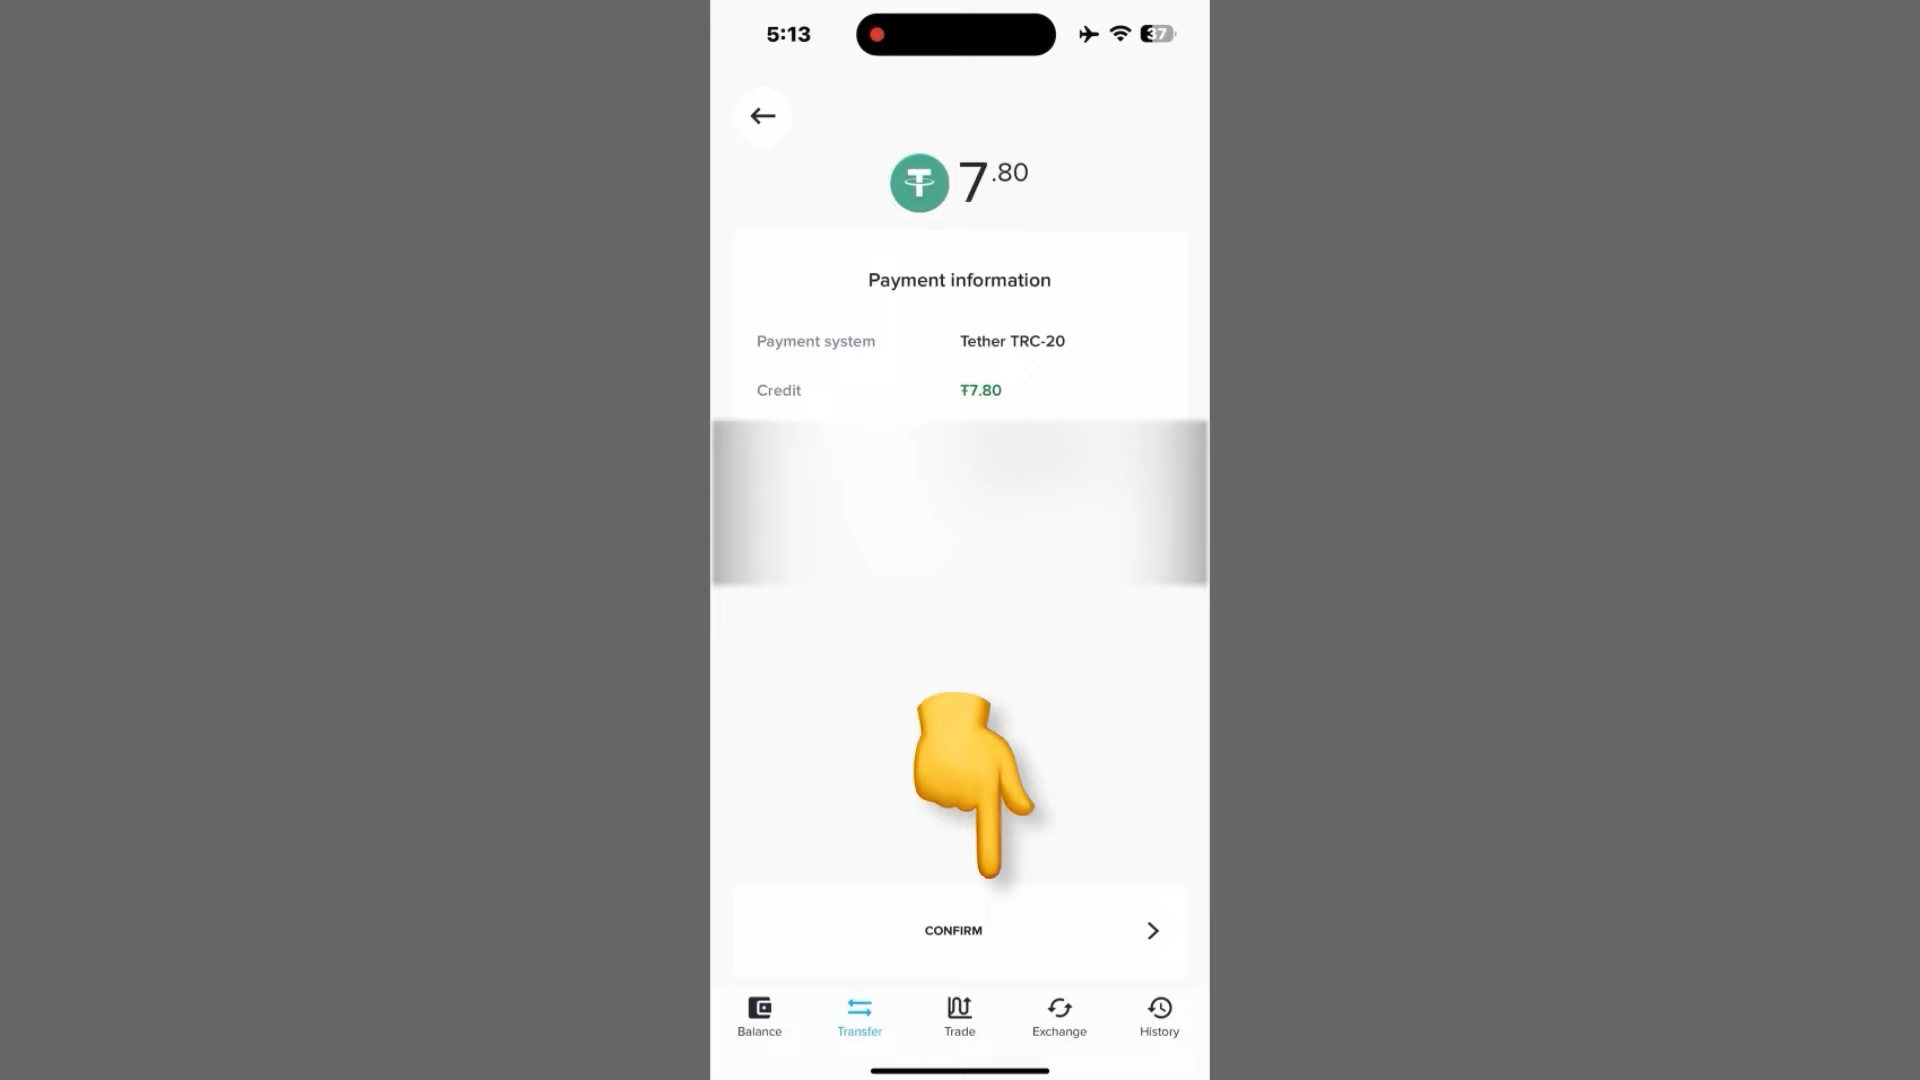 5:13
37
7.80
Payment information
Payment system Tether TRC-20
Credit ₮7.80
CONFIRM
Balance Transfer Trade Exchange History